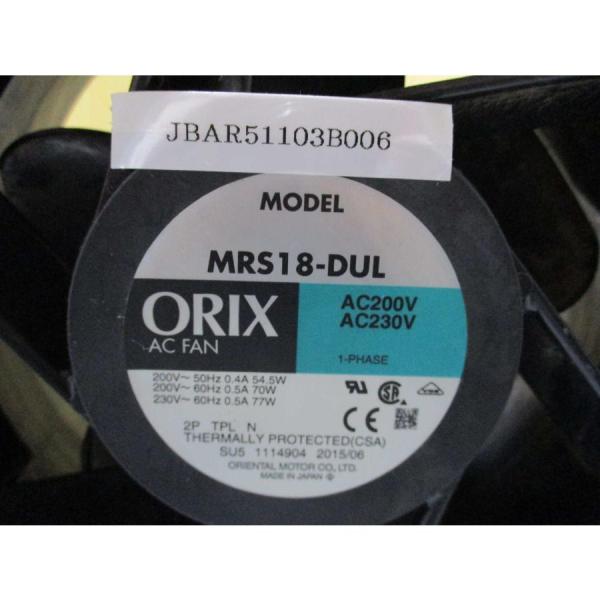 JBAR51103B006
MODEL
MRS18-DUL
ORIX
AC FAN
AC200V
AC230V
1-PHASE
200V～ 50Hz 0.4A 54.5W
200V～ 60Hz 0.5A 70W
230V～ 60Hz 0.5A 77W
2P TPL N
THERMALLY PROTECTED(CSA)
SU5 1114904 2015/06
ORIENTAL MOTOR CO., LTD.
MADE IN JAPAN
CE